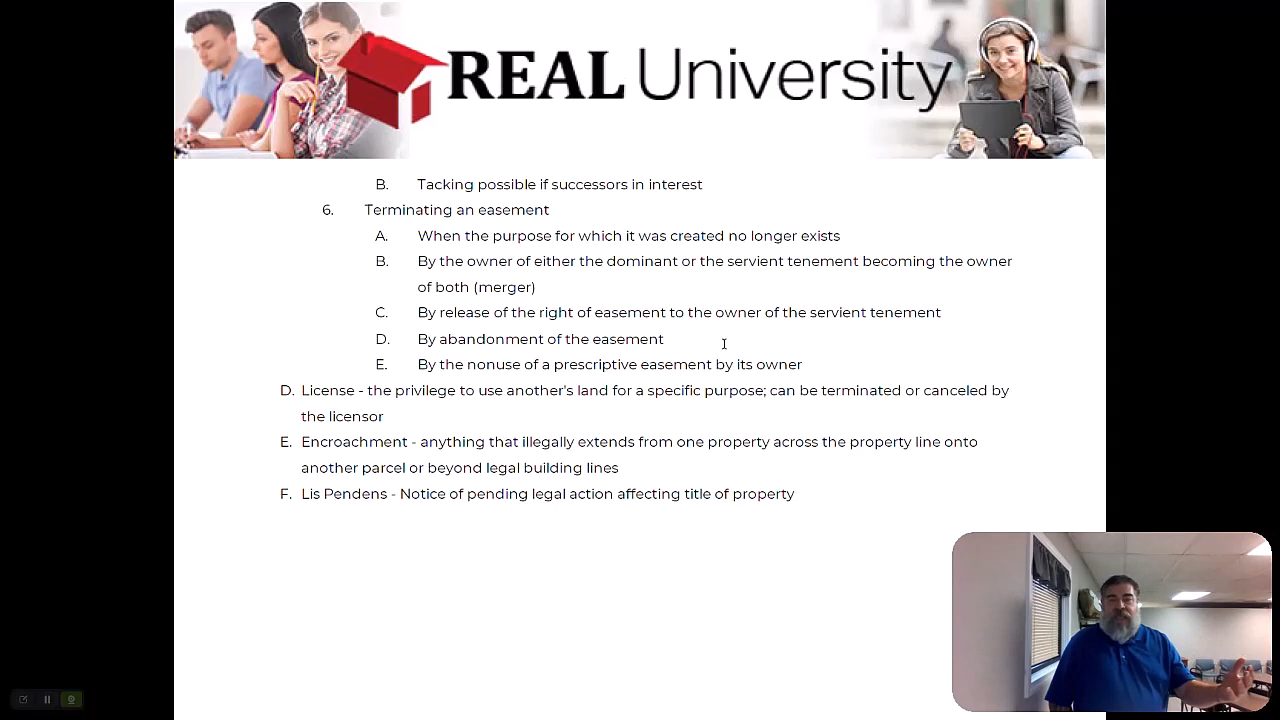 REAL University
B. Tacking possible if successors in interest
6. Terminating an easement
A. When the purpose for which it was created no longer exists
B. By the owner of either the dominant or the servient tenement becoming the owner
of both (merger)
C. By release of the right of easement to the owner of the servient tenement
D. By abandonment of the easement
E. By the nonuse of a prescriptive easement by its owner
D. License - the privilege to use another's land for a specific purpose; can be terminated or canceled by
the licensor
E. Encroachment - anything that illegally extends from one property across the property line onto
another parcel or beyond legal building lines
F. Lis Pendens - Notice of pending legal action affecting title of property